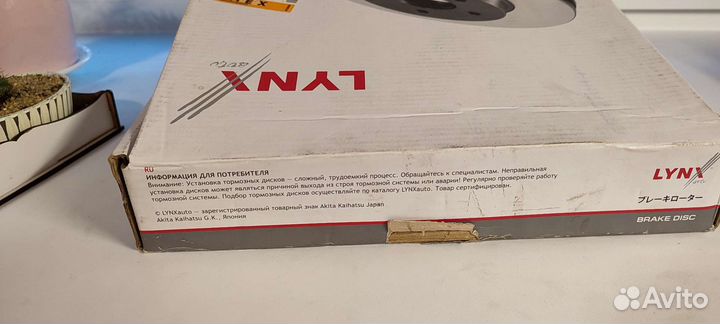 LYNX
RU
ИНФОРМАЦИЯ ДЛЯ ПОТРЕБИТЕЛЯ
Внимание: Установка тормозных дисков — сложный, трудоемкий процесс. Обращайтесь к специалистам. Неправильная
установка дисков может являться причиной выхода из строя тормозной системы или аварии! Регулярно проверяйте работу
тормозной системы. Подбор тормозных дисков осуществляйте по каталогу LYNXauto. Товар сертифицирован.
© LYNXauto — зарегистрированный товарный знак Akita Kaihatsu Japan
Akita Kaihatsu G.K., Япония
LYNX
auto
ブレーキローター
BRAKE DISC
Avito